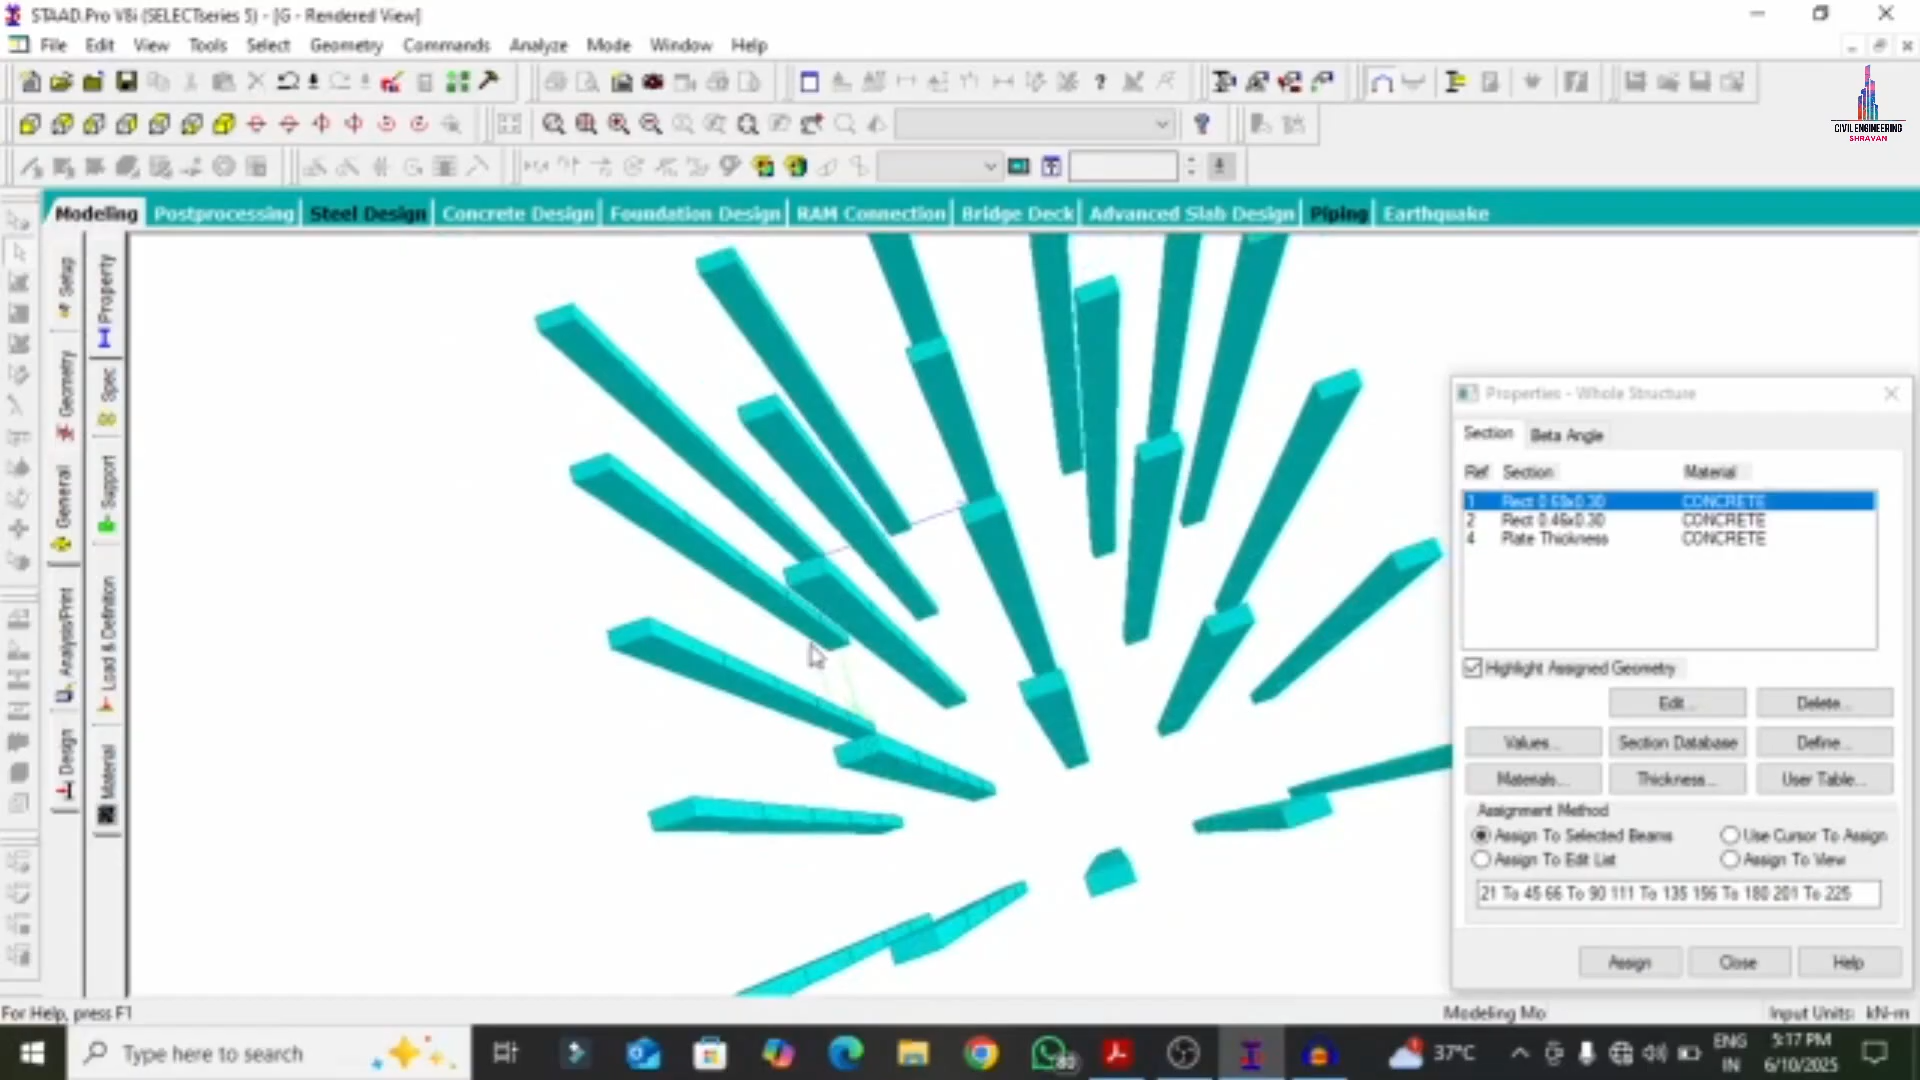 STAAD.Pro V8i (SELECTseries 5) - [G - Rendered View]
File Edit View Tools Select Geometry Commands Analyze Mode Window Help
CIVIL ENGINEERING
SHRAVAN
Modeling Postprocessing Steel Design Concrete Design Foundation Design RAM Connection Bridge Deck Advanced Slab Design Piping Earthquake
Setup
Geometry
General
Analysis/Print
Design
Property
Spec
Support
Load & Definition
Material
Properties - Whole Structure
Section Beta Angle
Ref Section Material
1 Rect 0.69x0.30 CONCRETE
2 Rect 0.46x0.30 CONCRETE
4 Plate Thickness CONCRETE
Highlight Assigned Geometry
Edit... Delete...
Values... Section Database Define...
Materials... Thickness... User Table...
Assignment Method
Assign To Selected Beams Use Cursor To Assign
Assign To Edit List Assign To View
21 To 45 66 To 90 111 To 135 156 To 180 201 To 225
Assign Close Help
For Help, press F1 Modeling Mo Input Units: kN-m
Type here to search 80 37°C ENG IN 5:17 PM 6/10/2025